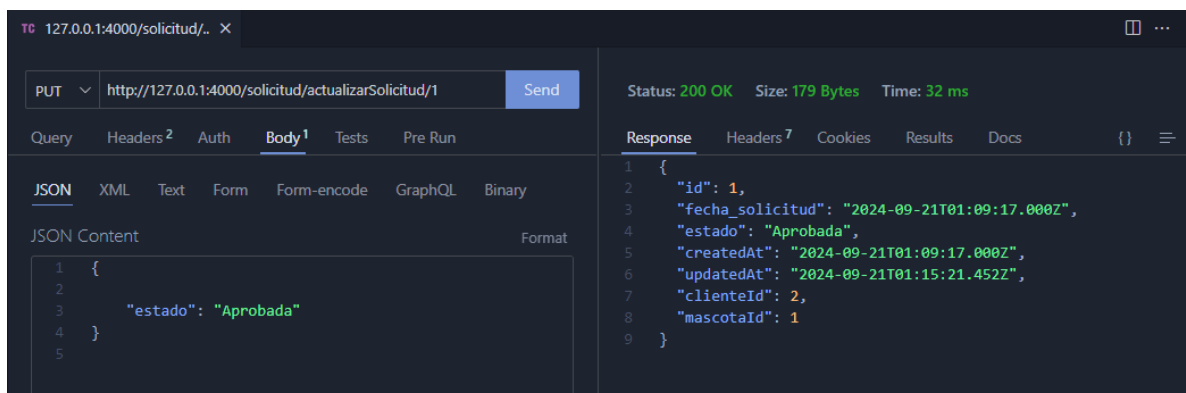 TC 127.0.0.1:4000/solicitud/.. ×
PUT http://127.0.0.1:4000/solicitud/actualizarSolicitud/1 Send
Query Headers 2 Auth Body 1 Tests Pre Run
JSON XML Text Form Form-encode GraphQL Binary
JSON Content Format
1 {
2
3 "estado": "Aprobada"
4 }
5
Status: 200 OK Size: 179 Bytes Time: 32 ms
Response Headers 7 Cookies Results Docs { }
1 {
2 "id": 1,
3 "fecha_solicitud": "2024-09-21T01:09:17.000Z",
4 "estado": "Aprobada",
5 "createdAt": "2024-09-21T01:09:17.000Z",
6 "updatedAt": "2024-09-21T01:15:21.452Z",
7 "clienteId": 2,
8 "mascotaId": 1
9 }